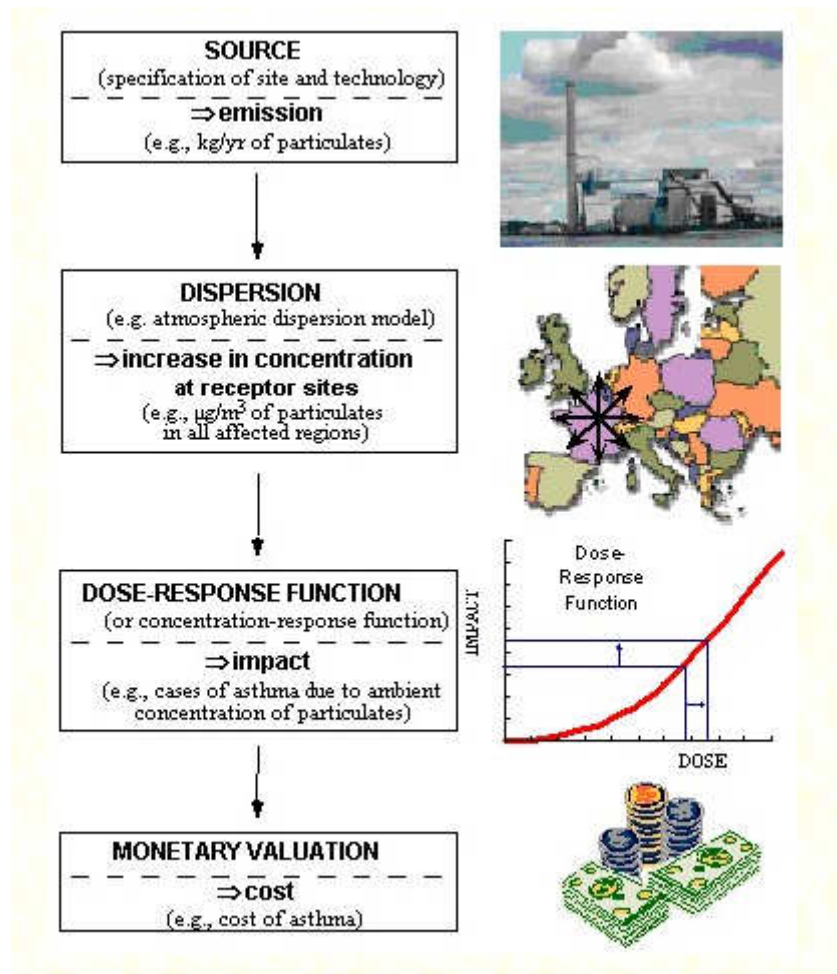 SOURCE
(specification of site and technology)
⇒emission
(e.g., kg/yr of particulates)
DISPERSION
(e.g. atmospheric dispersion model)
⇒increase in concentration
at receptor sites
(e.g., µg/m³ of particulates
in all affected regions)
DOSE-RESPONSE FUNCTION
(or concentration-response function)
⇒impact
(e.g., cases of asthma due to ambient
concentration of particulates)
Dose-
Response
Function
IMPACT
DOSE
MONETARY VALUATION
⇒cost
(e.g., cost of asthma)